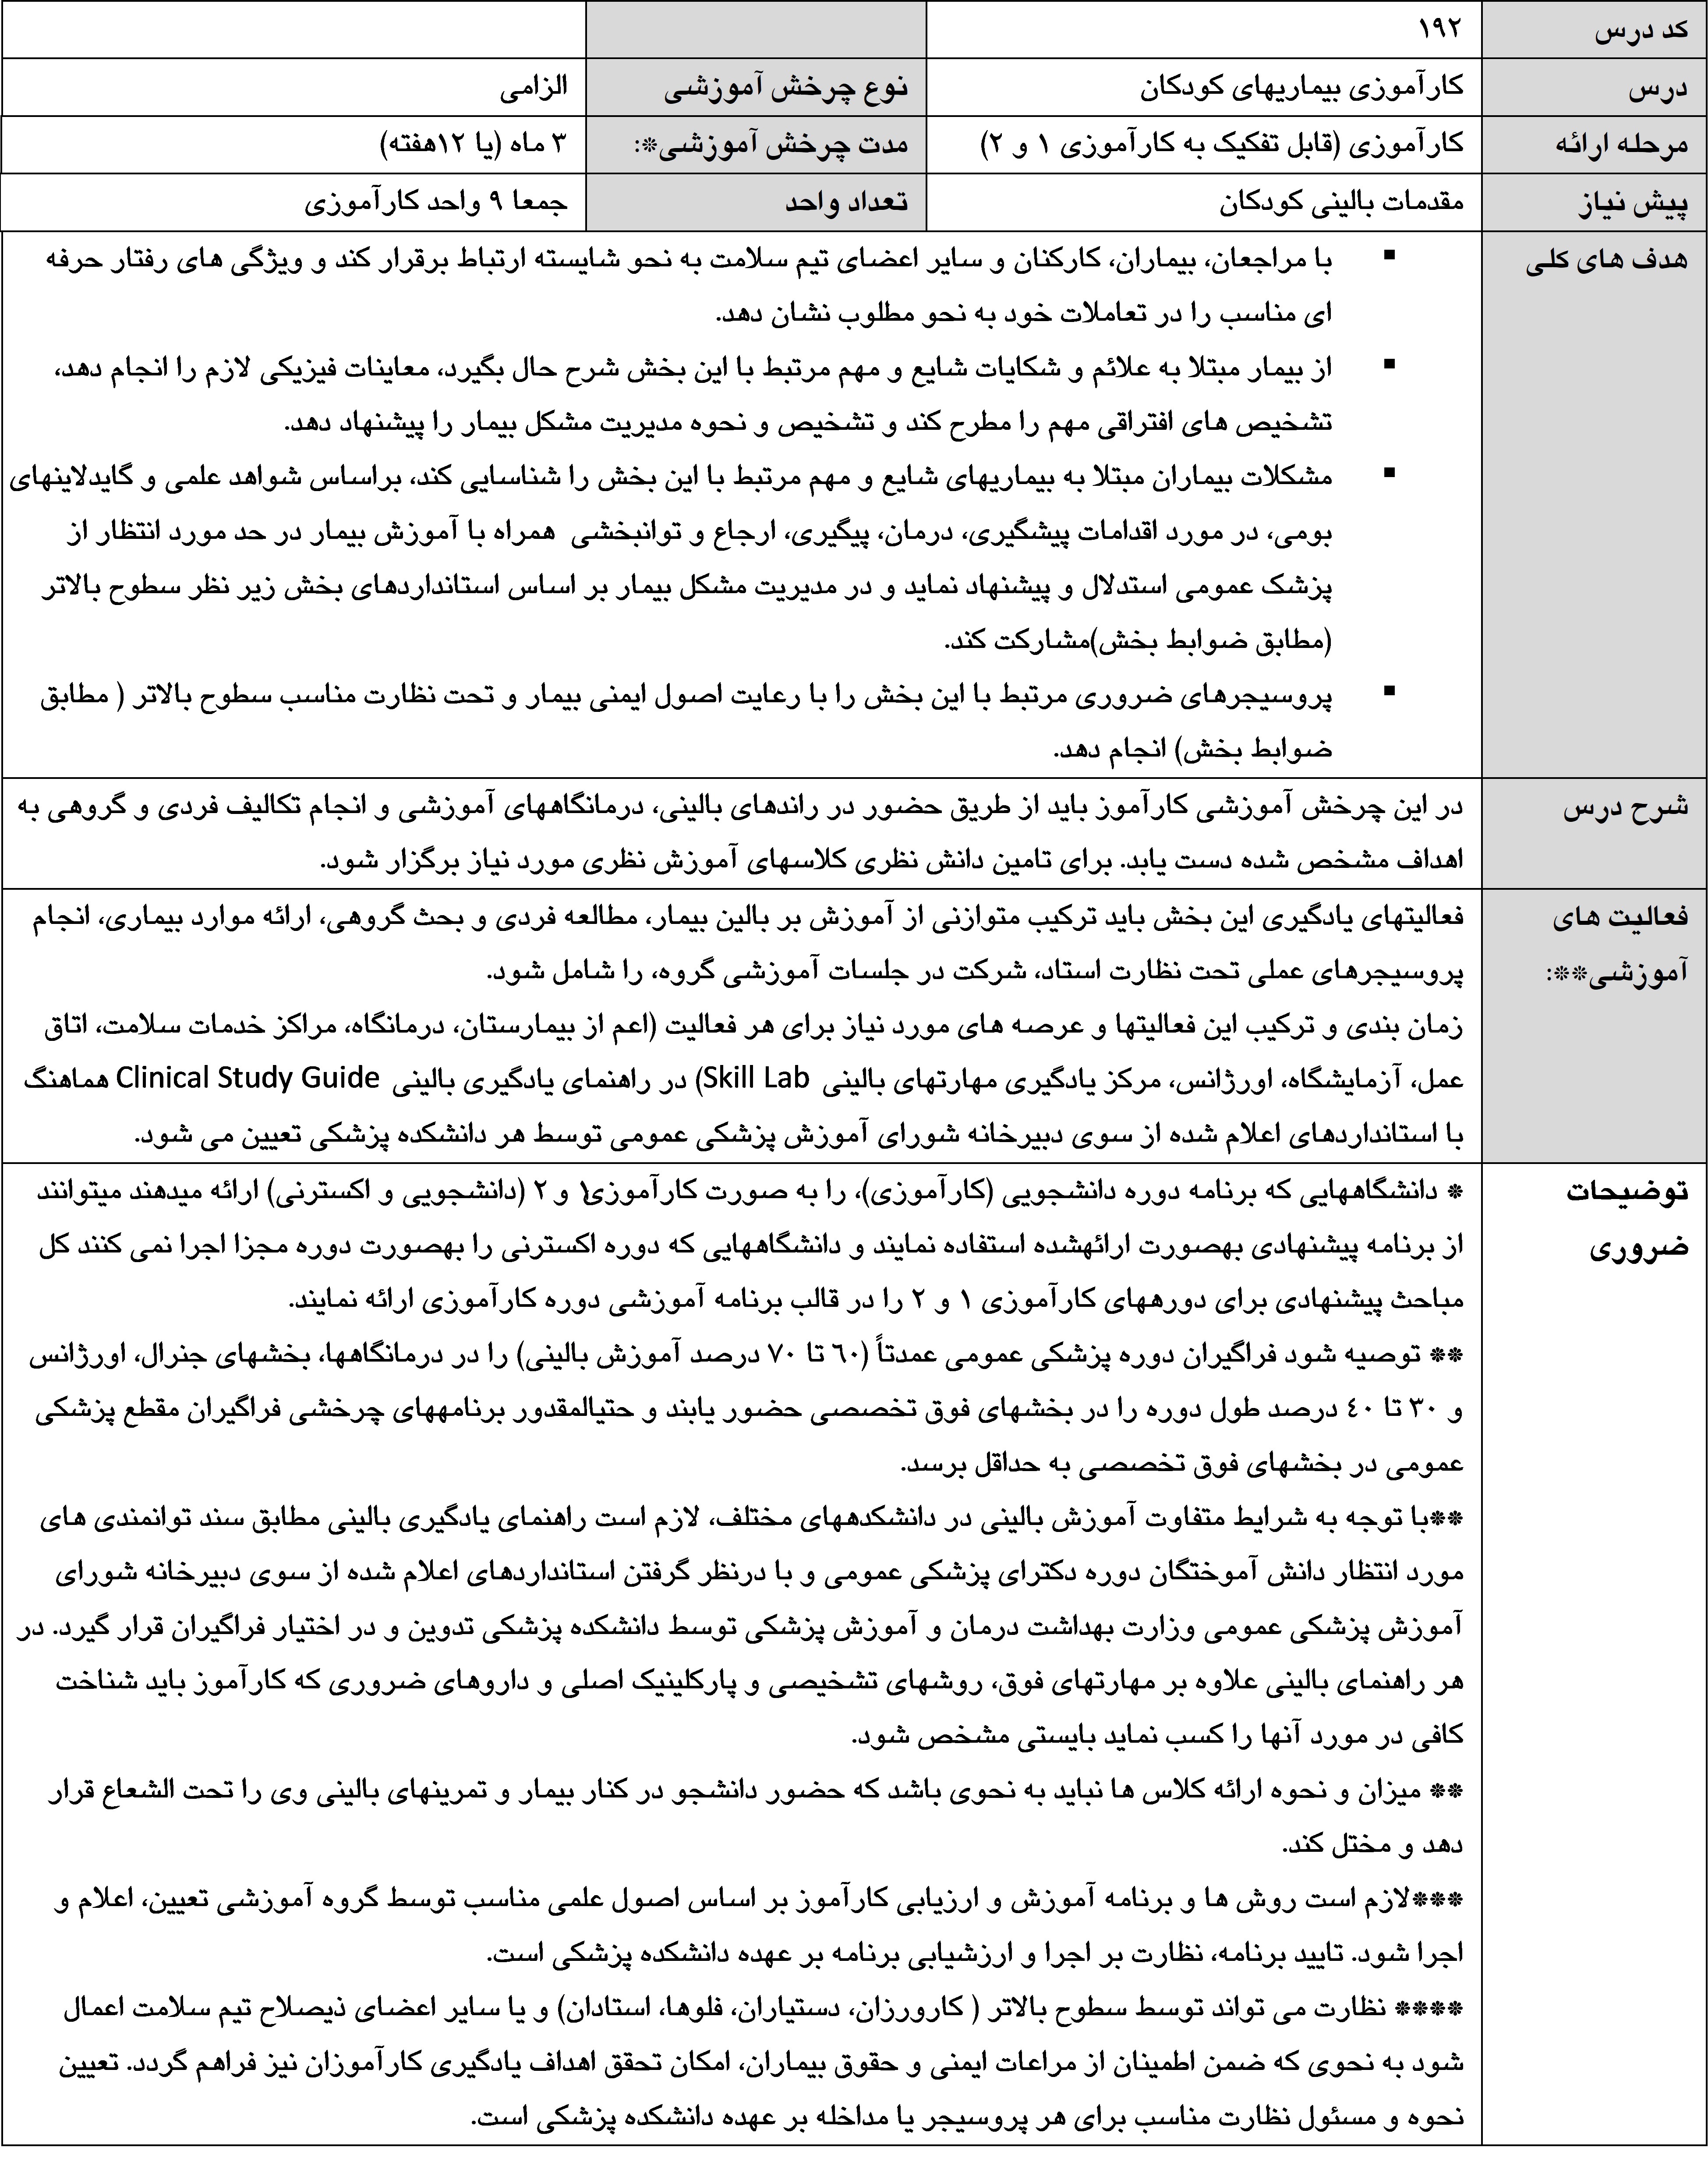 کد درس ۱۹۲
درس کارآموزی بیماریهای کودکان نوع چرخش آموزشی الزامی
مرحله ارائه کارآموزی (قابل تفکیک به کارآموزی ۱ و ۲) مدت چرخش آموزشی*: ۳ ماه (یا ۱۲هفته)
پیش نیاز مقدمات بالینی کودکان تعداد واحد جمعا ۹ واحد کارآموزی
هدف های کلی
▪ با مراجعان، بیماران، کارکنان و سایر اعضای تیم سلامت به نحو شایسته ارتباط برقرار کند و ویژگی های رفتار حرفه
ای مناسب را در تعاملات خود به نحو مطلوب نشان دهد.
▪ از بیمار مبتلا به علائم و شکایات شایع و مهم مرتبط با این بخش شرح حال بگیرد، معاینات فیزیکی لازم را انجام دهد،
تشخیص های افتراقی مهم را مطرح کند و تشخیص و نحوه مدیریت مشکل بیمار را پیشنهاد دهد.
▪ مشکلات بیماران مبتلا به بیماریهای شایع و مهم مرتبط با این بخش را شناسایی کند، براساس شواهد علمی و گایدلاینهای
بومی، در مورد اقدامات پیشگیری، درمان، پیگیری، ارجاع و توانبخشی همراه با آموزش بیمار در حد مورد انتظار از
پزشک عمومی استدلال و پیشنهاد نماید و در مدیریت مشکل بیمار بر اساس استانداردهای بخش زیر نظر سطوح بالاتر
(مطابق ضوابط بخش)مشارکت کند.
▪ پروسیجرهای ضروری مرتبط با این بخش را با رعایت اصول ایمنی بیمار و تحت نظارت مناسب سطوح بالاتر ( مطابق
ضوابط بخش) انجام دهد.
شرح درس
در این چرخش آموزشی کارآموز باید از طریق حضور در راندهای بالینی، درمانگاههای آموزشی و انجام تکالیف فردی و گروهی به
اهداف مشخص شده دست یابد. برای تامین دانش نظری کلاسهای آموزش نظری مورد نیاز برگزار شود.
فعالیت های
آموزشی**:
فعالیتهای یادگیری این بخش باید ترکیب متوازنی از آموزش بر بالین بیمار، مطالعه فردی و بحث گروهی، ارائه موارد بیماری، انجام
پروسیجرهای عملی تحت نظارت استاد، شرکت در جلسات آموزشی گروه، را شامل شود.
زمان بندی و ترکیب این فعالیتها و عرصه های مورد نیاز برای هر فعالیت (اعم از بیمارستان، درمانگاه، مراکز خدمات سلامت، اتاق
عمل، آزمایشگاه، اورژانس، مرکز یادگیری مهارتهای بالینی Skill Lab) در راهنمای یادگیری بالینی Clinical Study Guide هماهنگ
با استانداردهای اعلام شده از سوی دبیرخانه شورای آموزش پزشکی عمومی توسط هر دانشکده پزشکی تعیین می شود.
توضیحات
ضروری
* دانشگاههایی که برنامه دوره دانشجویی (کارآموزی)، را به صورت کارآموزی۱ و ۲ (دانشجویی و اکسترنی) ارائه میدهند میتوانند
از برنامه پیشنهادی بهصورت ارائهشده استفاده نمایند و دانشگاههایی که دوره اکسترنی را بهصورت دوره مجزا اجرا نمی کنند کل
مباحث پیشنهادی برای دورههای کارآموزی ۱ و ۲ را در قالب برنامه آموزشی دوره کارآموزی ارائه نمایند.
** توصیه شود فراگیران دوره پزشکی عمومی عمدتاً (۶۰ تا ۷۰ درصد آموزش بالینی) را در درمانگاهها، بخشهای جنرال، اورژانس
و ۳۰ تا ۴۰ درصد طول دوره را در بخشهای فوق تخصصی حضور یابند و حتیالمقدور برنامههای چرخشی فراگیران مقطع پزشکی
عمومی در بخشهای فوق تخصصی به حداقل برسد.
**با توجه به شرایط متفاوت آموزش بالینی در دانشکدههای مختلف، لازم است راهنمای یادگیری بالینی مطابق سند توانمندی های
مورد انتظار دانش آموختگان دوره دکترای پزشکی عمومی و با درنظر گرفتن استانداردهای اعلام شده از سوی دبیرخانه شورای
آموزش پزشکی عمومی وزارت بهداشت درمان و آموزش پزشکی توسط دانشکده پزشکی تدوین و در اختیار فراگیران قرار گیرد. در
هر راهنمای بالینی علاوه بر مهارتهای فوق، روشهای تشخیصی و پارکلینیک اصلی و داروهای ضروری که کارآموز باید شناخت
کافی در مورد آنها را کسب نماید بایستی مشخص شود.
** میزان و نحوه ارائه کلاس ها نباید به نحوی باشد که حضور دانشجو در کنار بیمار و تمرینهای بالینی وی را تحت الشعاع قرار
دهد و مختل کند.
***لازم است روش ها و برنامه آموزش و ارزیابی کارآموز بر اساس اصول علمی مناسب توسط گروه آموزشی تعیین، اعلام و
اجرا شود. تایید برنامه، نظارت بر اجرا و ارزشیابی برنامه بر عهده دانشکده پزشکی است.
**** نظارت می تواند توسط سطوح بالاتر ( کارورزان، دستیاران، فلوها، استادان) و یا سایر اعضای ذیصلاح تیم سلامت اعمال
شود به نحوی که ضمن اطمینان از مراعات ایمنی و حقوق بیماران، امکان تحقق اهداف یادگیری کارآموزان نیز فراهم گردد. تعیین
نحوه و مسئول نظارت مناسب برای هر پروسیجر یا مداخله بر عهده دانشکده پزشکی است.